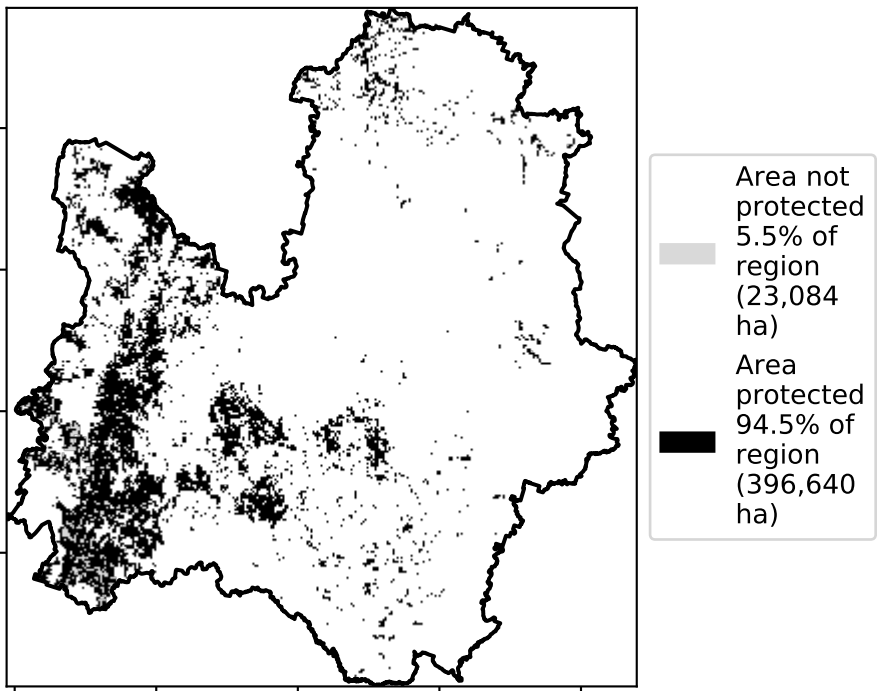 Area not
protected
5.5% of
region
(23,084
ha)
Area
protected
94.5% of
region
(396,640
ha)